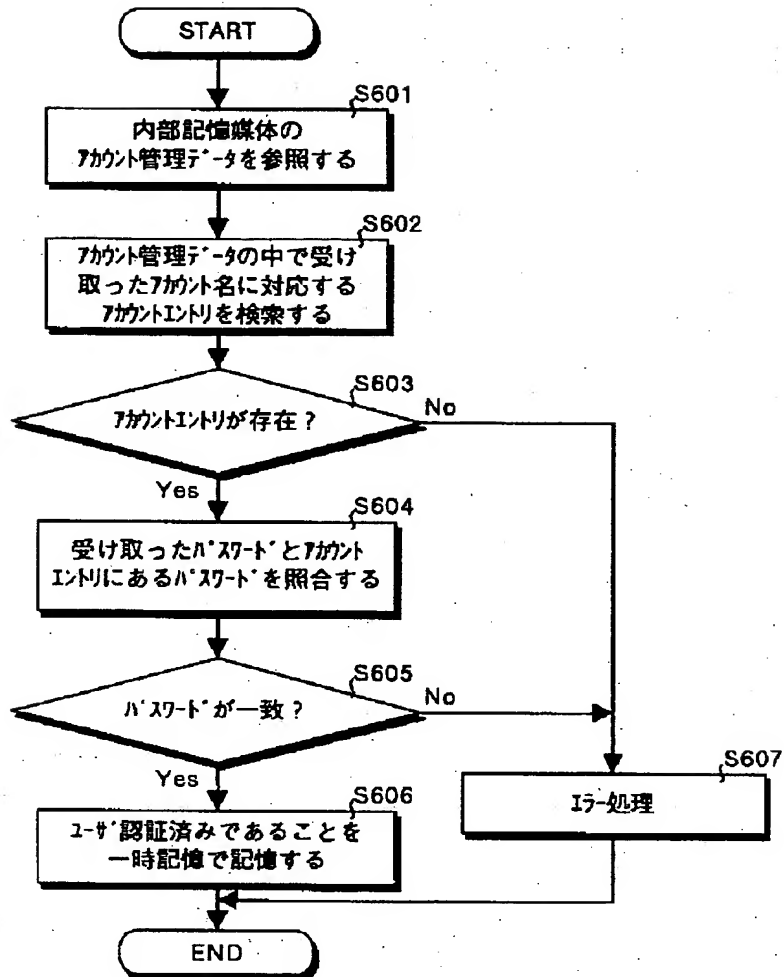 START
S601
内部記憶媒体の
ｱｶｳﾝﾄ管理ﾃﾞｰﾀを参照する
S602
ｱｶｳﾝﾄ管理ﾃﾞｰﾀの中で受け
取ったｱｶｳﾝﾄ名に対応する
ｱｶｳﾝﾄｴﾝﾄﾘを検索する
S603
ｱｶｳﾝﾄｴﾝﾄﾘが存在？
No
Yes
S604
受け取ったﾊﾟｽﾜｰﾄﾞとｱｶｳﾝﾄ
ｴﾝﾄﾘにあるﾊﾟｽﾜｰﾄﾞを照合する
S605
ﾊﾟｽﾜｰﾄﾞが一致？
No
Yes
S607
ｴﾗｰ処理
S606
ﾕｰｻﾞ認証済みであることを
一時記憶で記憶する
END